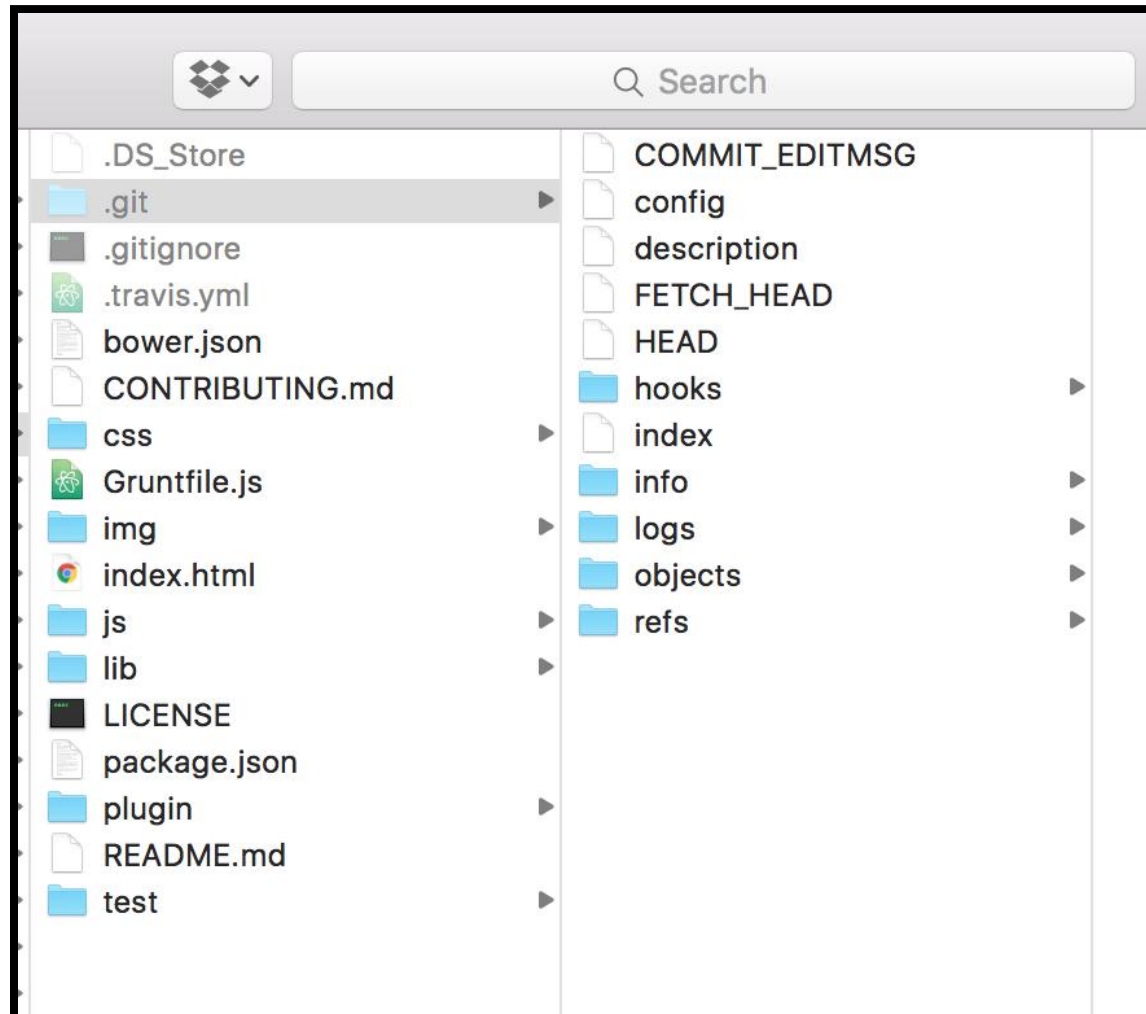 Search
.DS_Store
.git
.gitignore
.travis.yml
bower.json
CONTRIBUTING.md
css
Gruntfile.js
img
index.html
js
lib
LICENSE
package.json
plugin
README.md
test
COMMIT_EDITMSG
config
description
FETCH_HEAD
HEAD
hooks
index
info
logs
objects
refs